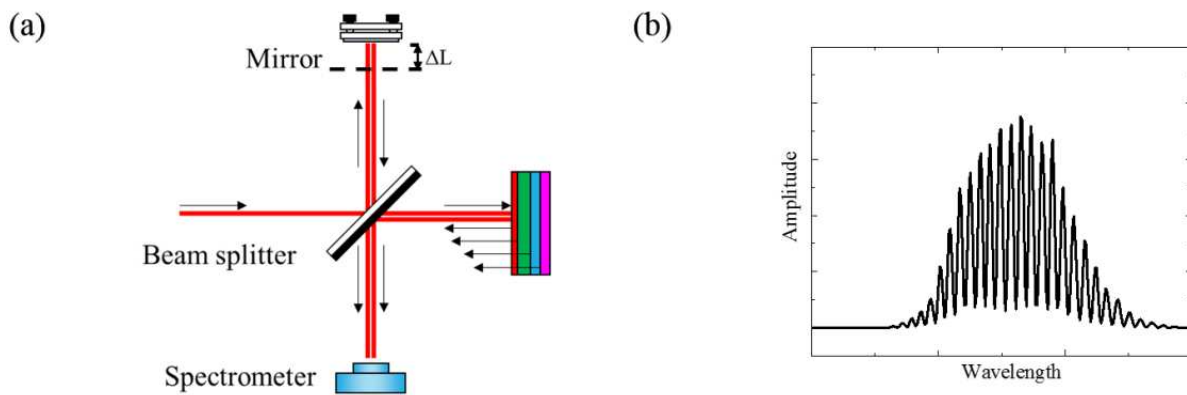 (a)
Mirror
ΔL
Beam splitter
Spectrometer
(b)
Amplitude
Wavelength